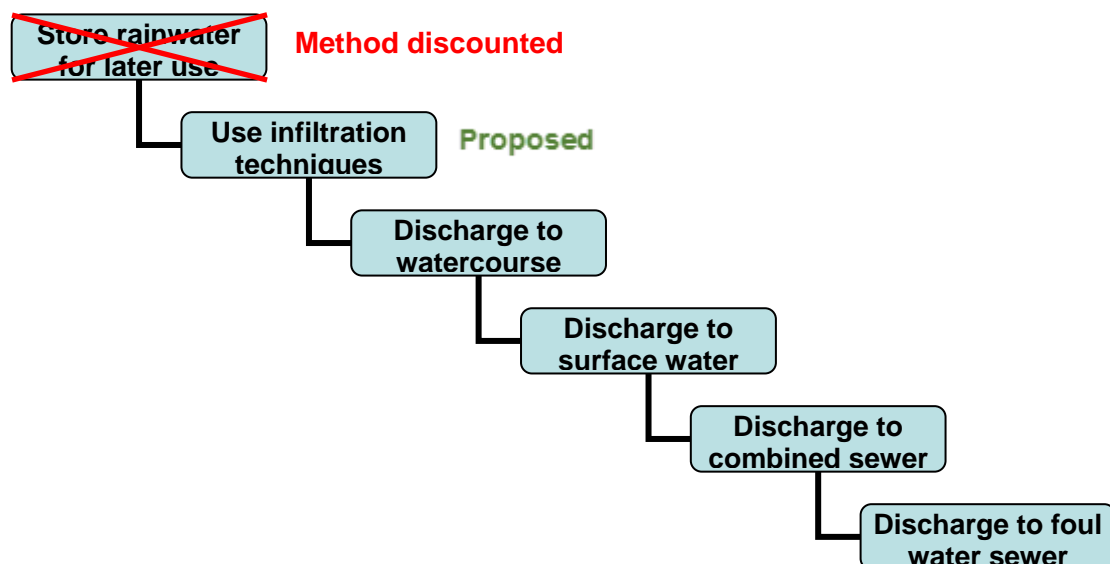 Store rainwater
for later use
Method discounted
Use infiltration
techniques
Proposed
Discharge to
watercourse
Discharge to
surface water
Discharge to
combined sewer
Discharge to foul
water sewer